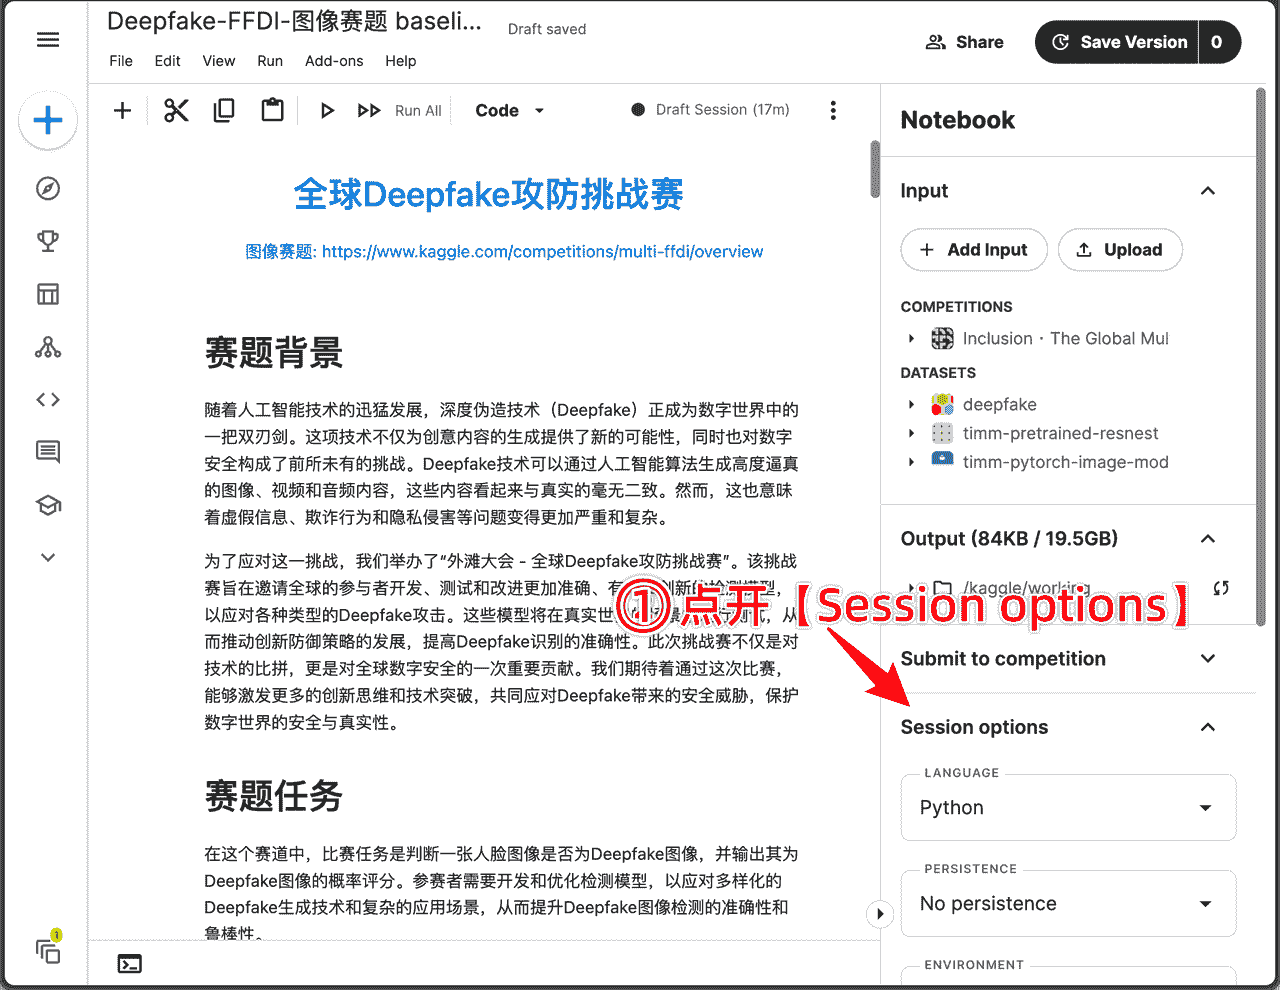 Deepfake-FFDI-图像赛题 baseli...
Draft saved
Share
Save Version
0
File
Edit
View
Run
Add-ons
Help
Run All
Code
Draft Session (17m)
全球Deepfake攻防挑战赛
图像赛题: https://www.kaggle.com/competitions/multi-ffdi/overview
赛题背景
随着人工智能技术的迅猛发展，深度伪造技术（Deepfake）正成为数字世界中的
一把双刃剑。这项技术不仅为创意内容的生成提供了新的可能性，同时也对数字
安全构成了前所未有的挑战。Deepfake技术可以通过人工智能算法生成高度逼真
的图像、视频和音频内容，这些内容看起来与真实的毫无二致。然而，这也意味
着虚假信息、欺诈行为和隐私侵害等问题变得更加严重和复杂。
为了应对这一挑战，我们举办了“外滩大会 - 全球Deepfake攻防挑战赛”。该挑战
赛旨在邀请全球的参与者开发、测试和改进更加准确、有 创新的检测模型，
以应对各种类型的Deepfake攻击。这些模型将在真实世 景 行测试，从
而推动创新防御策略的发展，提高Deepfake识别的准确性。此次挑战赛不仅是对
技术的比拼，更是对全球数字安全的一次重要贡献。我们期待着通过这次比赛，
能够激发更多的创新思维和技术突破，共同应对Deepfake带来的安全威胁，保护
数字世界的安全与真实性。
赛题任务
在这个赛道中，比赛任务是判断一张人脸图像是否为Deepfake图像，并输出其为
Deepfake图像的概率评分。参赛者需要开发和优化检测模型，以应对多样化的
Deepfake生成技术和复杂的应用场景，从而提升Deepfake图像检测的准确性和
鲁棒性。
Notebook
Input
Add Input
Upload
COMPETITIONS
Inclusion · The Global Mul
DATASETS
deepfake
timm-pretrained-resnest
timm-pytorch-image-mod
Output (84KB / 19.5GB)
/kaggle/working
①点开【Session options】
Submit to competition
Session options
LANGUAGE
Python
PERSISTENCE
No persistence
ENVIRONMENT
1